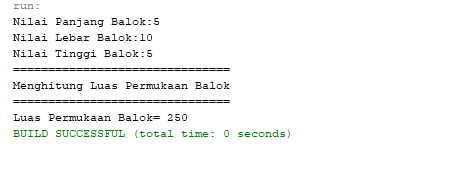 run:
Nilai Panjang Balok:5
Nilai Lebar Balok:10
Nilai Tinggi Balok:5
===============================
Menghitung Luas Permukaan Balok
===============================
Luas Permukaan Balok= 250
BUILD SUCCESSFUL (total time: 0 seconds)